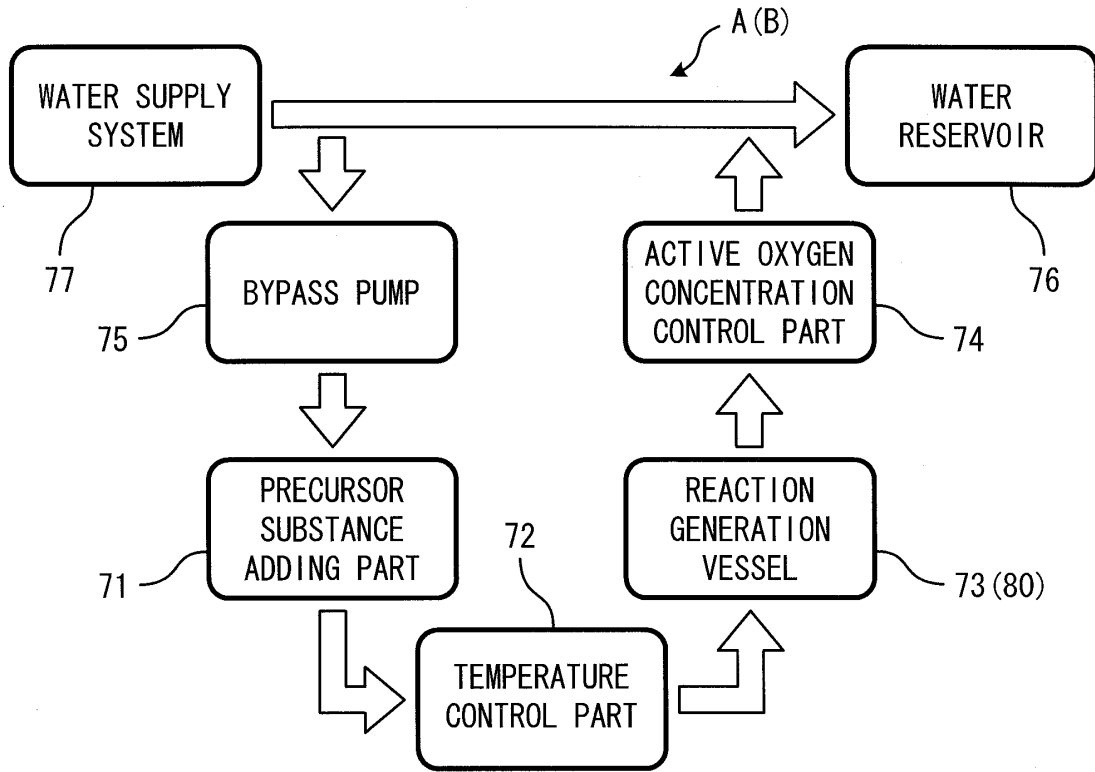 A(B)
WATER SUPPLY
SYSTEM
WATER
RESERVOIR
77
76
BYPASS PUMP
75
ACTIVE OXYGEN
CONCENTRATION
CONTROL PART
74
PRECURSOR
SUBSTANCE
ADDING PART
71
REACTION
GENERATION
VESSEL
73(80)
72
TEMPERATURE
CONTROL PART